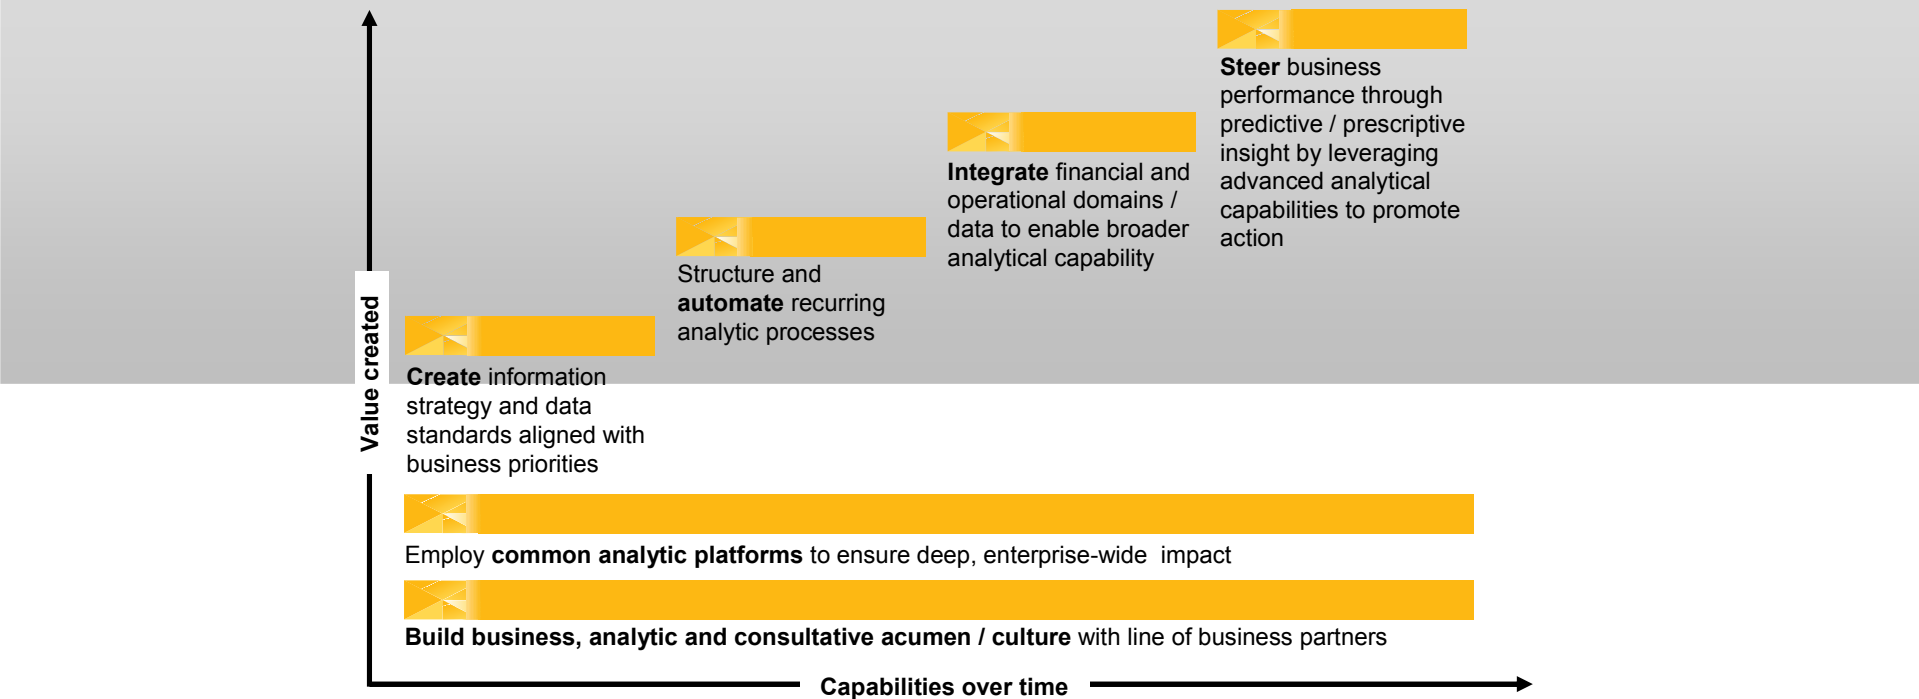 Value created
Create information
strategy and data
standards aligned with
business priorities
Structure and
automate recurring
analytic processes
Integrate financial and
operational domains /
data to enable broader
analytical capability
Steer business
performance through
predictive / prescriptive
insight by leveraging
advanced analytical
capabilities to promote
action
Employ common analytic platforms to ensure deep, enterprise-wide  impact
Build business, analytic and consultative acumen / culture with line of business partners
Capabilities over time